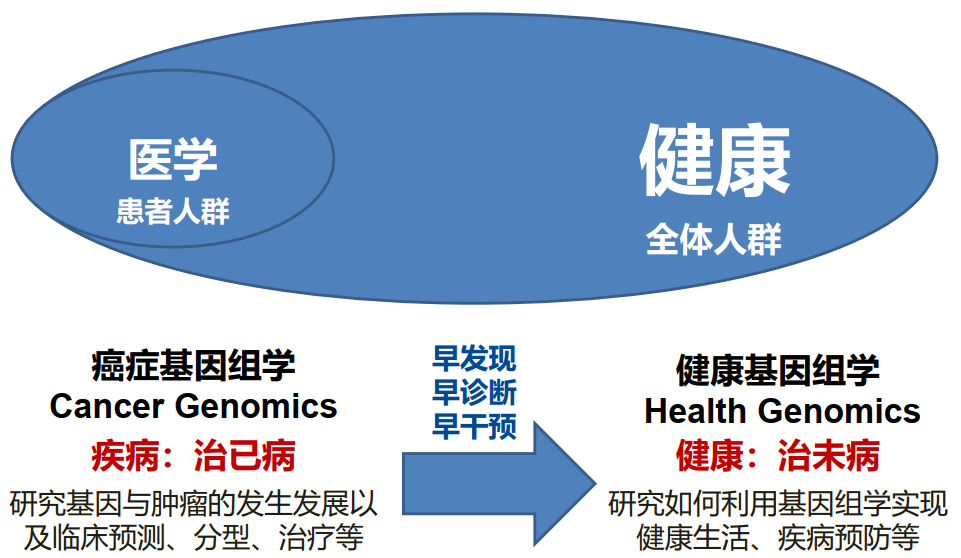 医学
患者人群
健康
全体人群
癌症基因组学
Cancer Genomics
疾病：治已病
研究基因与肿瘤的发生发展以
及临床预测、分型、治疗等
早发现
早诊断
早干预
健康基因组学
Health Genomics
健康：治未病
研究如何利用基因组学实现
健康生活、疾病预防等